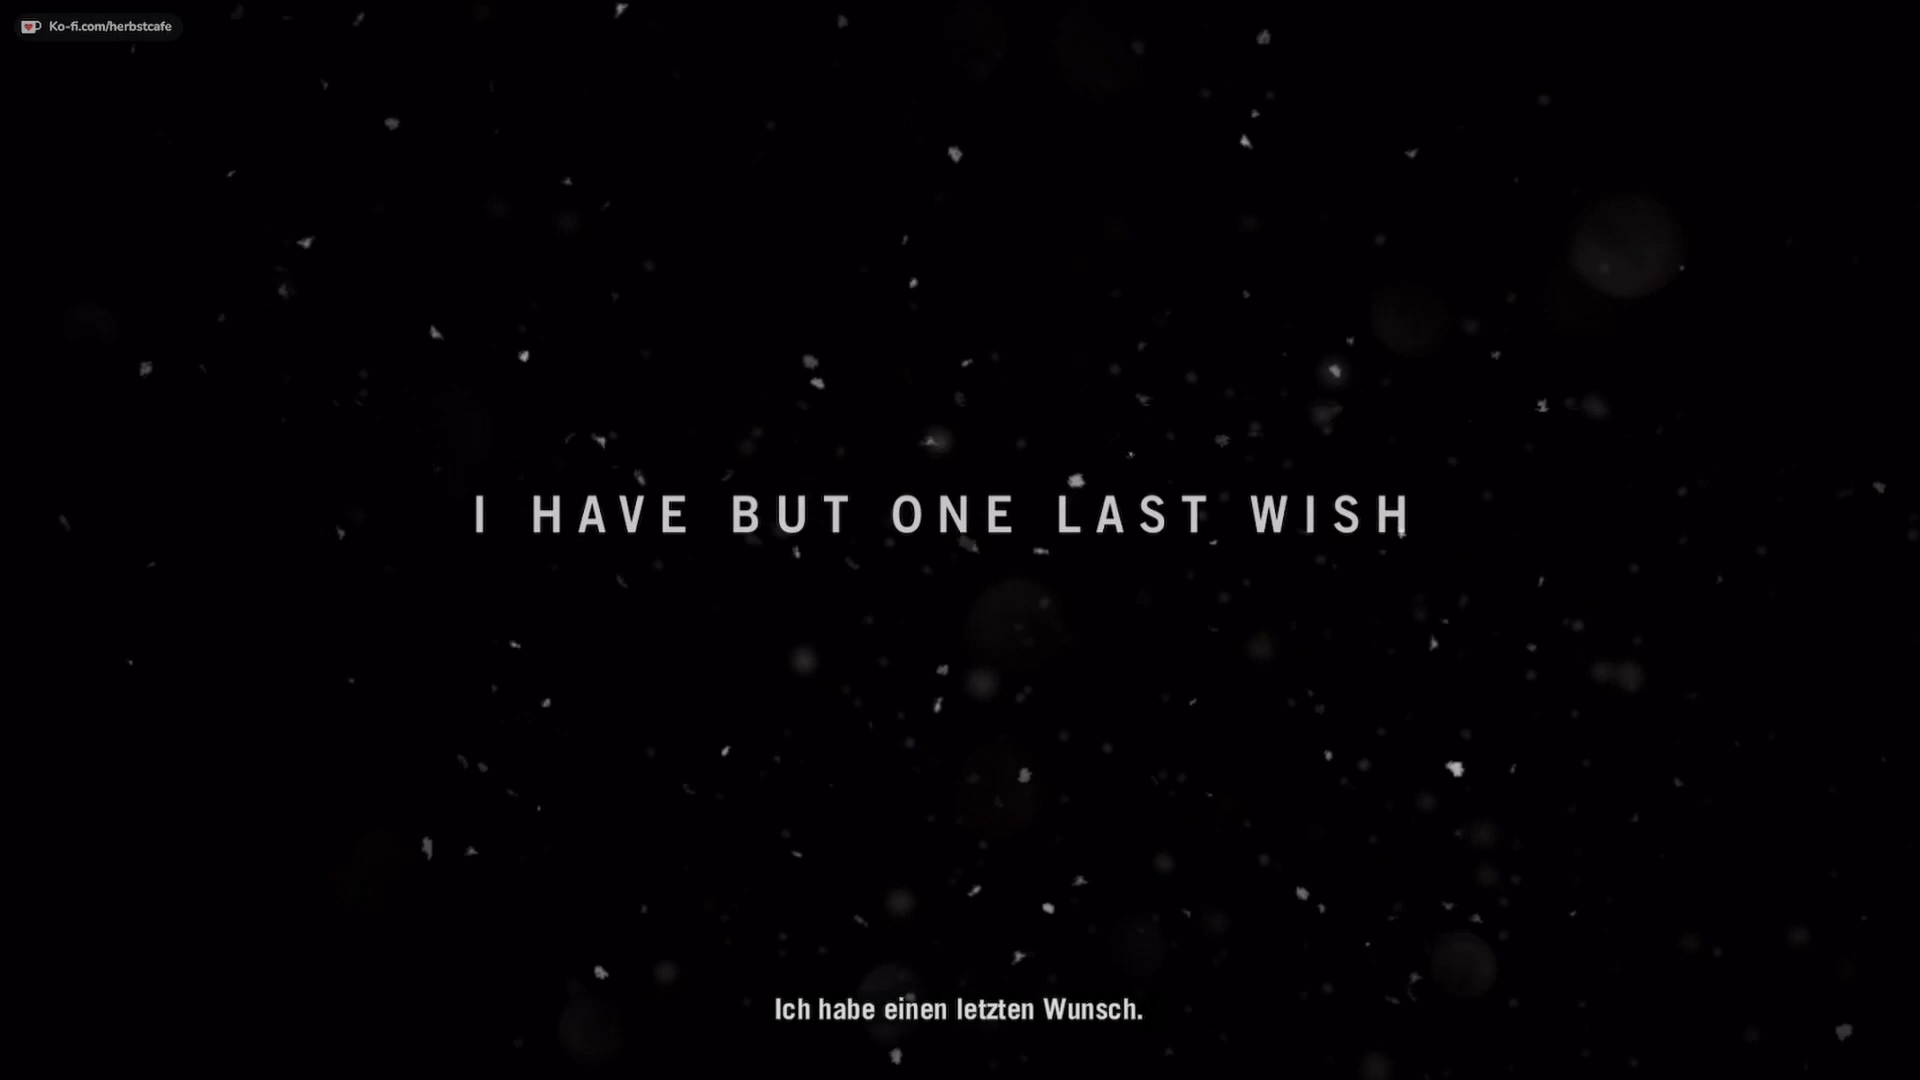 Ko-fi.com/herbstcafe
I HAVE BUT ONE LAST WISH
Ich habe einen letzten Wunsch.